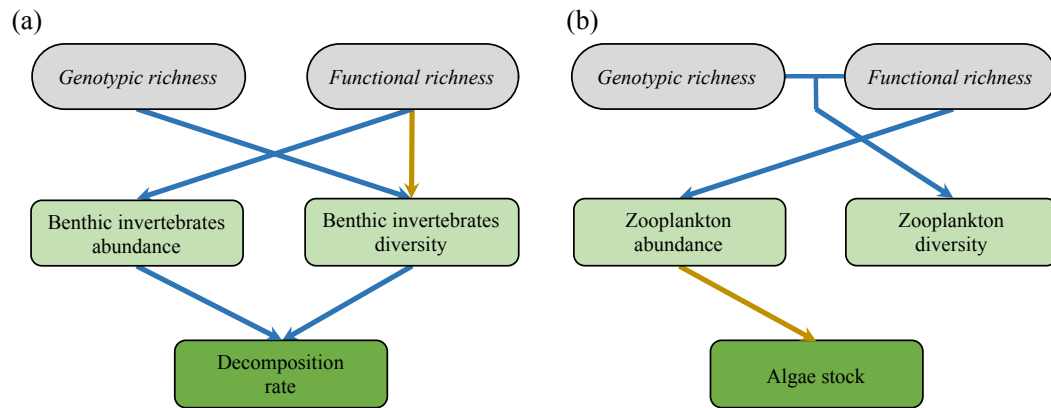 (a)
Genotypic richness
Functional richness
Benthic invertebrates
abundance
Benthic invertebrates
diversity
Decomposition
rate
(b)
Genotypic richness
Functional richness
Zooplankton
abundance
Zooplankton
diversity
Algae stock